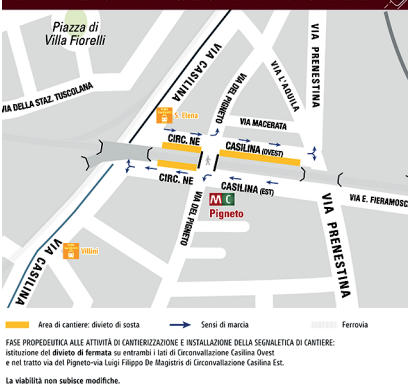 Piazza di
Villa Fiorelli
VIA CASILINA
VIA DEL PIGNETO
VIA L'AQUILA
VIA PRENESTINA
VIA DELLA STAZ. TUSCOLANA
S. Elena
VIA MACERATA
CIRC. NE
CASILINA (OVEST)
CIRC. NE
CASILINA (EST)
VIA E. FIERAMOSC
M C
Pigneto
VIA DEL PIGNETO
VIA PRENESTINA
Villini
VIA CASILINA
Area di cantiere: divieto di sosta
Sensi di marcia
Ferrovia
FASE PROPEDEUTICA ALLE ATTIVITÀ DI CANTIERIZZAZIONE E INSTALLAZIONE DELLA SEGNALETICA DI CANTIERE:
istituzione del divieto di fermata su entrambi i lati di Circonvallazione Casilina Ovest
e nel tratto via del Pigneto-via Luigi Filippo De Magistris di Circonvallazione Casilina Est.
La viabilità non subisce modifiche.